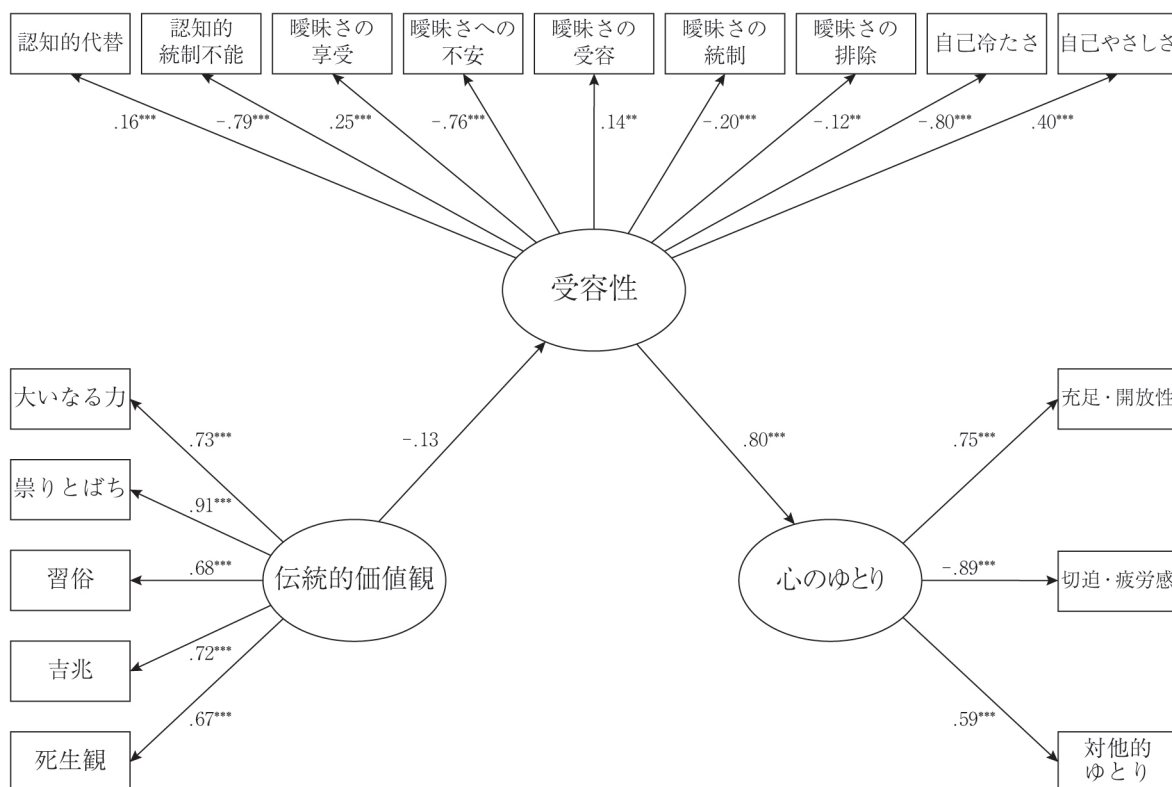 認知的代替
認知的
統制不能
曖昧さの
享受
曖昧さへの
不安
曖昧さの
受容
曖昧さの
統制
曖昧さの
排除
自己冷たさ
自己やさしさ
.16***
-.79***
.25***
-.76***
.14**
-.20***
-.12**
-.80***
.40***
受容性
大いなる力
祟りとばち
習俗
吉兆
死生観
.73***
.91***
.68***
.72***
.67***
伝統的価値観
-.13
.80***
心のゆとり
.75***
-.89***
.59***
充足・開放性
切迫・疲労感
対他的
ゆとり